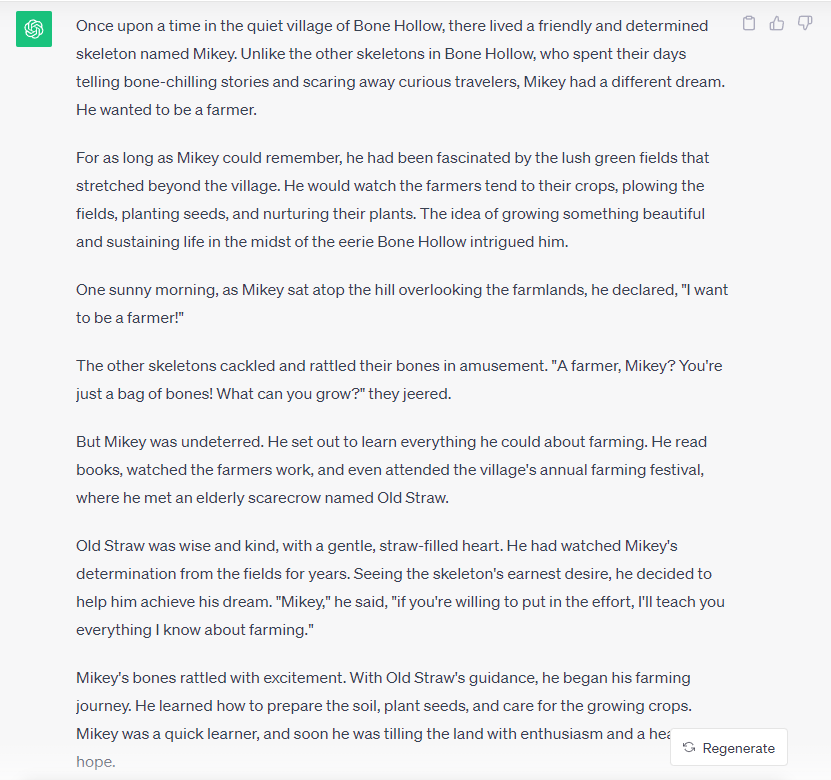 Once upon a time in the quiet village of Bone Hollow, there lived a friendly and determined
skeleton named Mikey. Unlike the other skeletons in Bone Hollow, who spent their days
telling bone-chilling stories and scaring away curious travelers, Mikey had a different dream.
He wanted to be a farmer.
For as long as Mikey could remember, he had been fascinated by the lush green fields that
stretched beyond the village. He would watch the farmers tend to their crops, plowing the
fields, planting seeds, and nurturing their plants. The idea of growing something beautiful
and sustaining life in the midst of the eerie Bone Hollow intrigued him.
One sunny morning, as Mikey sat atop the hill overlooking the farmlands, he declared, "I want
to be a farmer!"
The other skeletons cackled and rattled their bones in amusement. "A farmer, Mikey? You're
just a bag of bones! What can you grow?" they jeered.
But Mikey was undeterred. He set out to learn everything he could about farming. He read
books, watched the farmers work, and even attended the village's annual farming festival,
where he met an elderly scarecrow named Old Straw.
Old Straw was wise and kind, with a gentle, straw-filled heart. He had watched Mikey's
determination from the fields for years. Seeing the skeleton's earnest desire, he decided to
help him achieve his dream. "Mikey," he said, "if you're willing to put in the effort, I'll teach you
everything I know about farming."
Mikey's bones rattled with excitement. With Old Straw's guidance, he began his farming
journey. He learned how to prepare the soil, plant seeds, and care for the growing crops.
Mikey was a quick learner, and soon he was tilling the land with enthusiasm and a
hope.
Regenerate